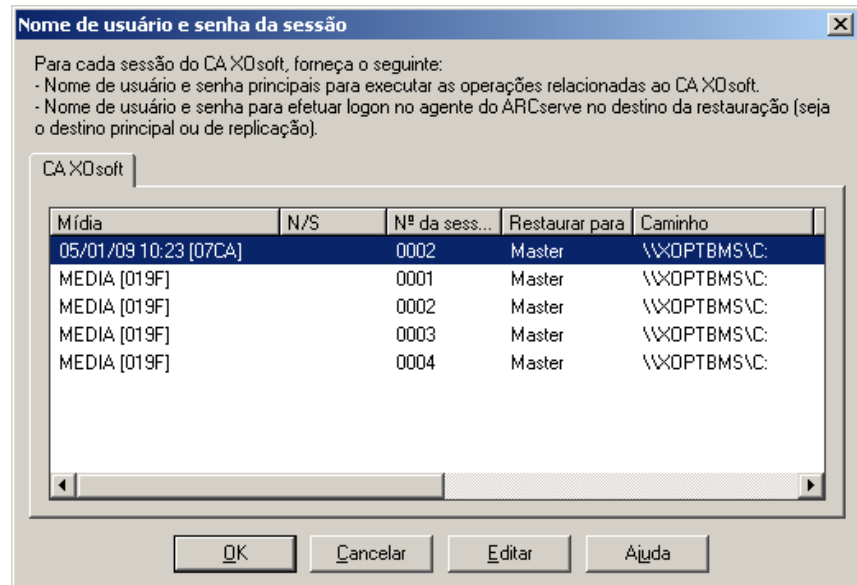 Nome de usuário e senha da sessão
Para cada sessão do CA XOsoft, forneça o seguinte:
- Nome de usuário e senha principais para executar as operações relacionadas ao CA XOsoft.
- Nome de usuário e senha para efetuar logon no agente do ARCserve no destino da restauração (seja
o destino principal ou de replicação).
CA XOsoft
Mídia N/S Nº da sess... Restaurar para Caminho
05/01/09 10:23 [07CA] 0002 Master \\XOPTBMS\C:
MEDIA [019F] 0001 Master \\XOPTBMS\C:
MEDIA [019F] 0002 Master \\XOPTBMS\C:
MEDIA [019F] 0003 Master \\XOPTBMS\C:
MEDIA [019F] 0004 Master \\XOPTBMS\C:
OK Cancelar Editar Ajuda